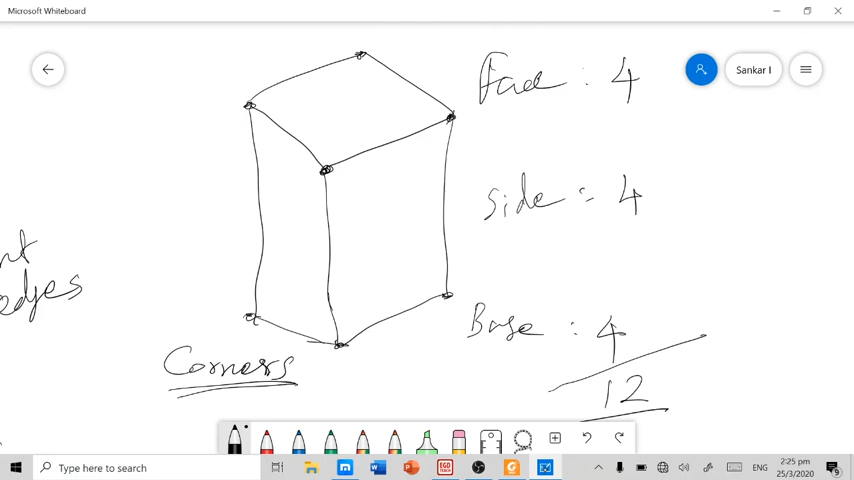 Microsoft Whiteboard
Sankar I
: 4
side : 4
edges
Base : 4
12
Corners
Type here to search
ENG
2:25 pm
25/3/2020